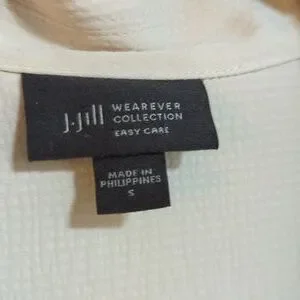 J.Jill WEAREVER
COLLECTION
EASY CARE
MADE IN
PHILIPPINES
S